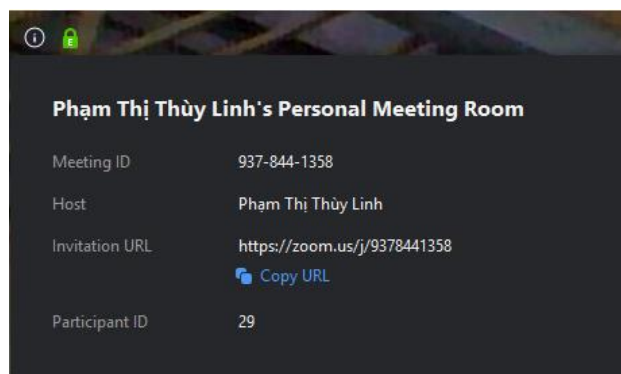 Phạm Thị Thùy Linh's Personal Meeting Room
Meeting ID 937-844-1358
Host Phạm Thị Thùy Linh
Invitation URL https://zoom.us/j/9378441358
Copy URL
Participant ID 29